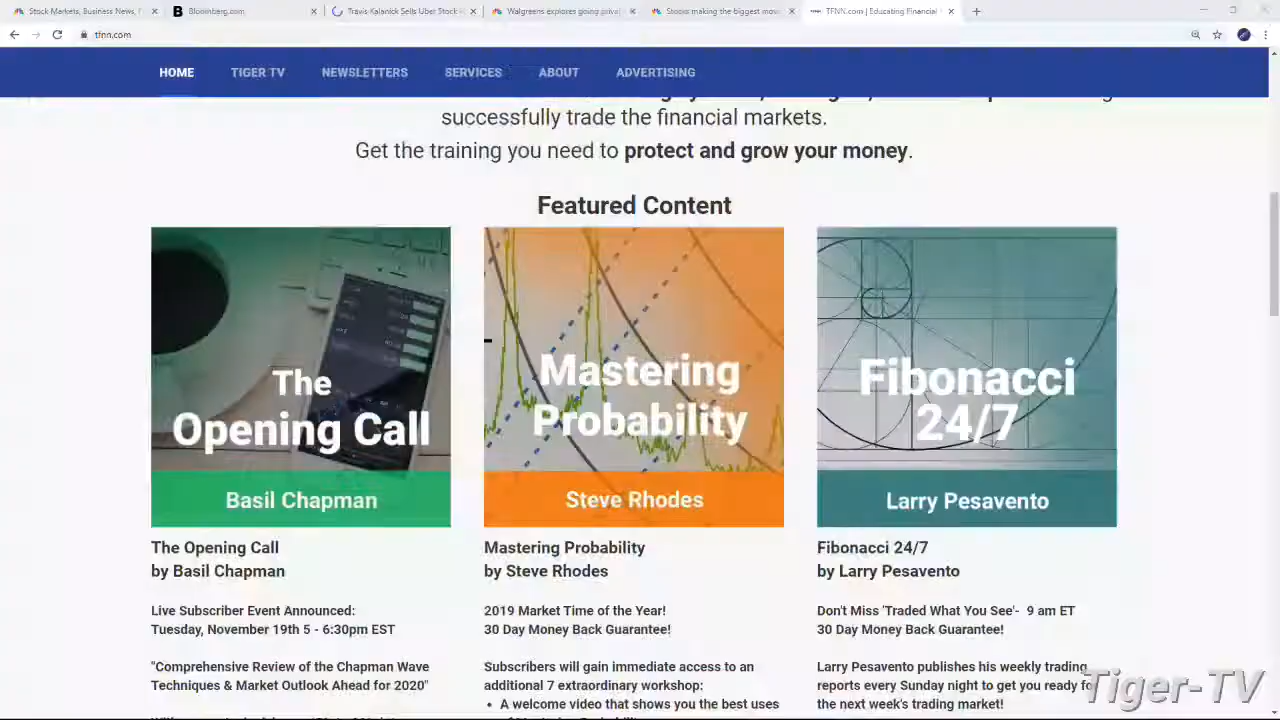 Stock Markets, Business News, F
Bloomberg.com
Travis Kalanick Sells Uber Stock
Walgreens explores going privat
Stocks making the biggest move
TFNN.com | Educating Financial
tfnn.com
HOME
TIGER TV
NEWSLETTERS
SERVICES
ABOUT
ADVERTISING
successfully trade the financial markets.
Get the training you need to protect and grow your money.
Featured Content
The
Opening Call
Basil Chapman
Mastering
Probability
Steve Rhodes
Fibonacci
24/7
Larry Pesavento
The Opening Call
by Basil Chapman
Live Subscriber Event Announced:
Tuesday, November 19th 5 - 6:30pm EST
"Comprehensive Review of the Chapman Wave
Techniques & Market Outlook Ahead for 2020"
Mastering Probability
by Steve Rhodes
2019 Market Time of the Year!
30 Day Money Back Guarantee!
Subscribers will gain immediate access to an
additional 7 extraordinary workshop:
• A welcome video that shows you the best uses
Fibonacci 24/7
by Larry Pesavento
Don't Miss 'Traded What You See'- 9 am ET
30 Day Money Back Guarantee!
Larry Pesavento publishes his weekly trading
reports every Sunday night to get you ready fo
the next week's trading market!
Tiger-TV